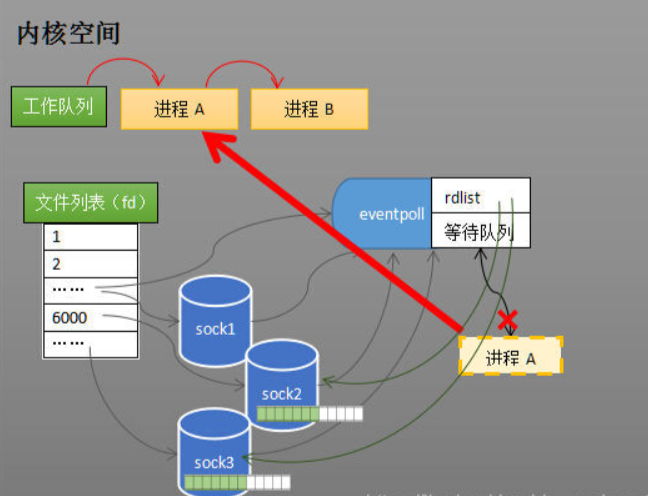 内核空间
工作队列
进程 A
进程 B
文件列表（fd）
1
2
……
6000
……
eventpoll
rdlist
等待队列
sock1
进程 A
sock2
sock3